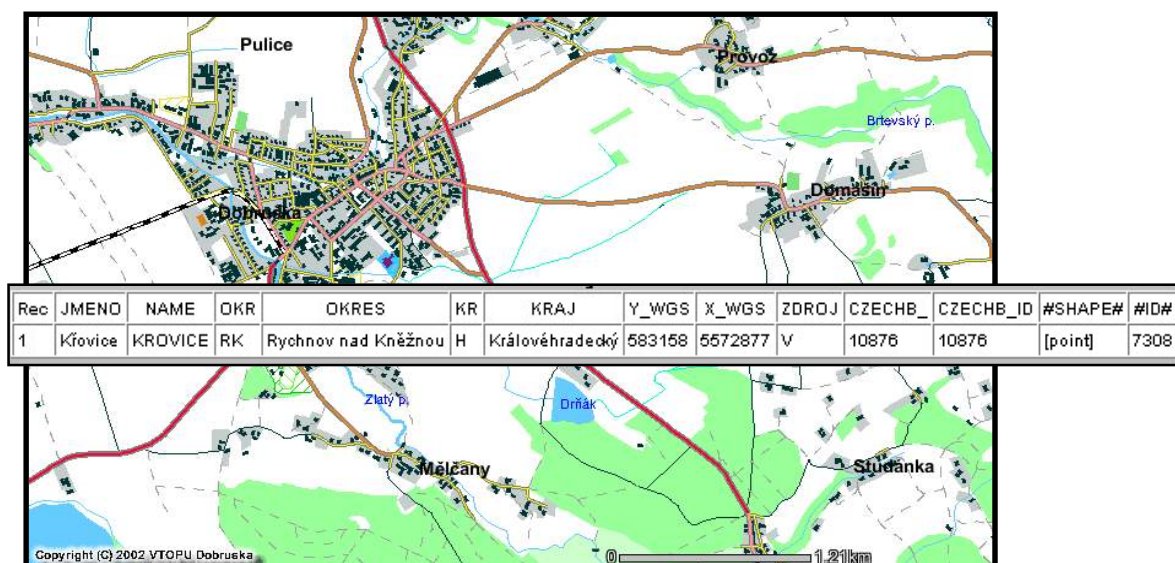 Pulice
Provoz
Brtevský p.
Domašín
Dobruška
Rec JMENO NAME OKR OKRES KR KRAJ Y_WGS X_WGS ZDROJ CZECHB_ CZECHB_ID #SHAPE# #ID#
1 Křovice KROVICE RK Rychnov nad Kněžnou H Královéhradecký 583158 5572877 V 10876 10876 [point] 7308
Zlatý p.
Drňák
Mělčany
Studánka
Copyright (C) 2002 VTOPU Dobruska
0 1.21km